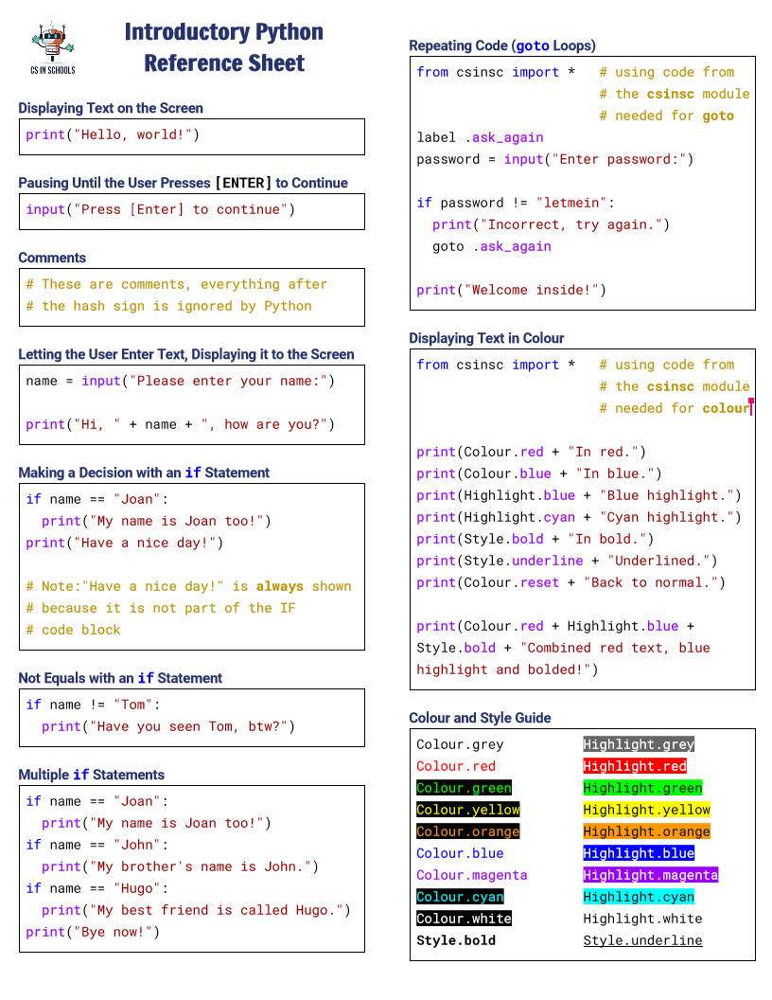 CS IN SCHOOLS
Introductory Python
Reference Sheet
Displaying Text on the Screen
print("Hello, world!")
Pausing Until the User Presses [ENTER] to Continue
input("Press [Enter] to continue")
Comments
# These are comments, everything after
# the hash sign is ignored by Python
Letting the User Enter Text, Displaying it to the Screen
name = input("Please enter your name:")
print("Hi, " + name + ", how are you?")
Making a Decision with an if Statement
if name == "Joan":
  print("My name is Joan too!")
print("Have a nice day!")
# Note:"Have a nice day!" is always shown
# because it is not part of the IF
# code block
Not Equals with an if Statement
if name != "Tom":
  print("Have you seen Tom, btw?")
Multiple if Statements
if name == "Joan":
  print("My name is Joan too!")
if name == "John":
  print("My brother's name is John.")
if name == "Hugo":
  print("My best friend is called Hugo.")
print("Bye now!")
Repeating Code (goto Loops)
from csinsc import *   # using code from
                       # the csinsc module
                       # needed for goto
label .ask_again
password = input("Enter password:")
if password != "letmein":
  print("Incorrect, try again.")
  goto .ask_again
print("Welcome inside!")
Displaying Text in Colour
from csinsc import *   # using code from
                       # the csinsc module
                       # needed for colour
print(Colour.red + "In red.")
print(Colour.blue + "In blue.")
print(Highlight.blue + "Blue highlight.")
print(Highlight.cyan + "Cyan highlight.")
print(Style.bold + "In bold.")
print(Style.underline + "Underlined.")
print(Colour.reset + "Back to normal.")
print(Colour.red + Highlight.blue +
Style.bold + "Combined red text, blue
highlight and bolded!")
Colour and Style Guide
Colour.grey Highlight.grey
Colour.red Highlight.red
Colour.green Highlight.green
Colour.yellow Highlight.yellow
Colour.orange Highlight.orange
Colour.blue Highlight.blue
Colour.magenta Highlight.magenta
Colour.cyan Highlight.cyan
Colour.white Highlight.white
Style.bold Style.underline